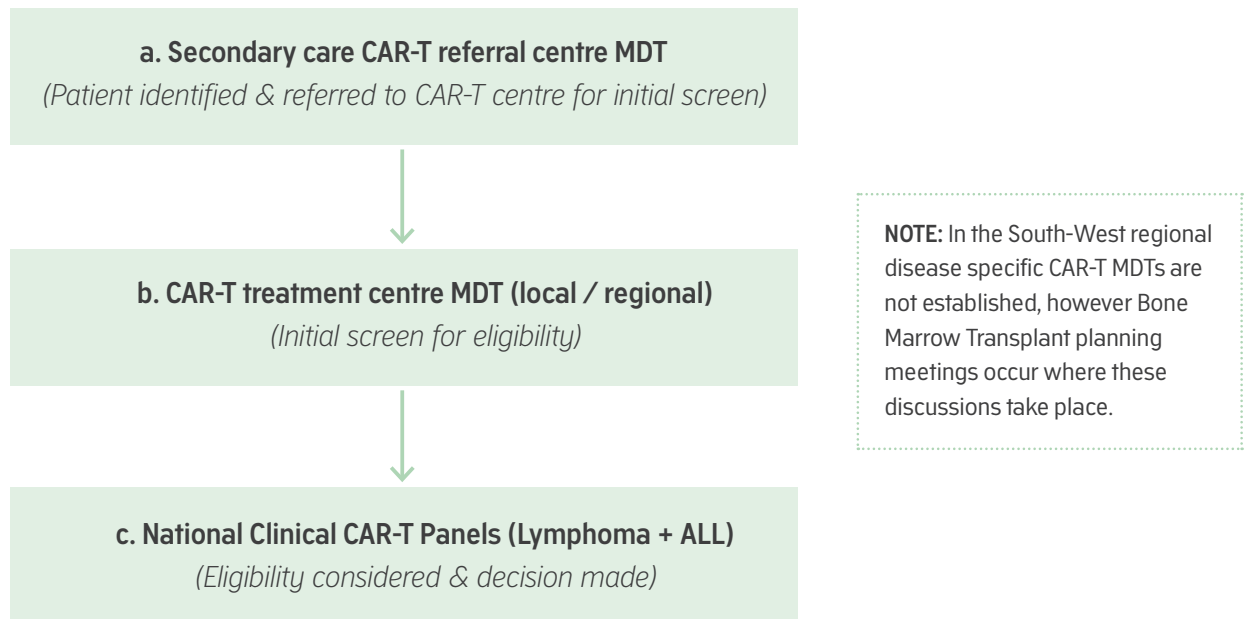 a. Secondary care CAR-T referral centre MDT
(Patient identified & referred to CAR-T centre for initial screen)
b. CAR-T treatment centre MDT (local / regional)
(Initial screen for eligibility)
NOTE: In the South-West regional
disease specific CAR-T MDTs are
not established, however Bone
Marrow Transplant planning
meetings occur where these
discussions take place.
c. National Clinical CAR-T Panels (Lymphoma + ALL)
(Eligibility considered & decision made)